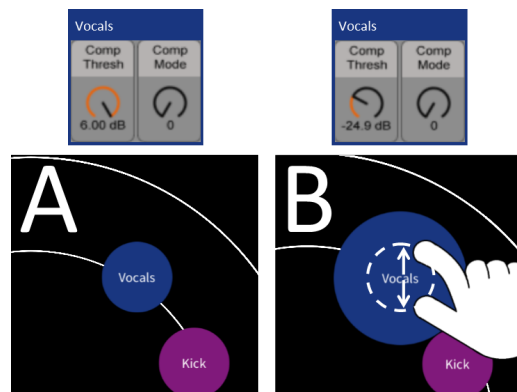 Vocals
Comp Thresh
Comp Mode
6.00 dB
0
Vocals
Comp Thresh
Comp Mode
-24.9 dB
0
A
Vocals
Kick
B
Vocals
Kick